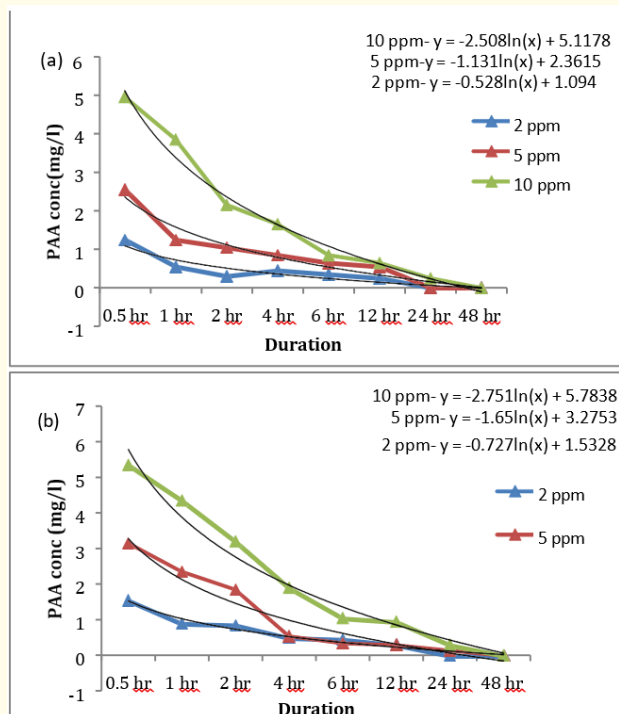 (a)
10 ppm- y = -2.508ln(x) + 5.1178
5 ppm-y = -1.131ln(x) + 2.3615
2 ppm-y = -0.528ln(x) + 1.094
2 ppm
5 ppm
10 ppm
PAA conc(mg/l)
6
5
4
3
2
1
0
-1
0.5 hr 1 hr 2 hr 4 hr 6 hr 12 hr 24 hr 48 hr
Duration
(b)
10 ppm- y = -2.751ln(x) + 5.7838
5 ppm- y = -1.65ln(x) + 3.2753
2 ppm- y = -0.727ln(x) + 1.5328
2 ppm
5 ppm
PAA conc (mg/l)
7
6
5
4
3
2
1
0
-1
0.5 hr 1 hr 2 hr 4 hr 6 hr 12 hr 24 hr 48 hr
Duration